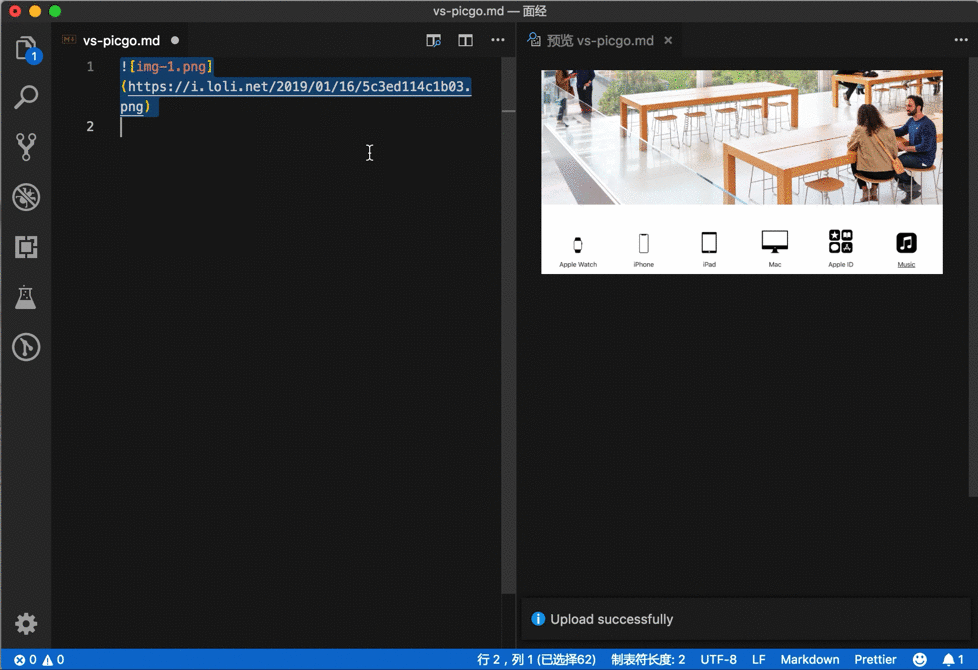 vs-picgo.md — 面经
1
vs-picgo.md
预览 vs-picgo.md
1 ![img-1.png]
(https://i.loli.net/2019/01/16/5c3ed114c1b03.
png)
2
Apple Watch
iPhone
iPad
Mac
Apple ID
Music
Upload successfully
0 0
行 2，列 1 (已选择62)
制表符长度: 2
UTF-8
LF
Markdown
Prettier
1